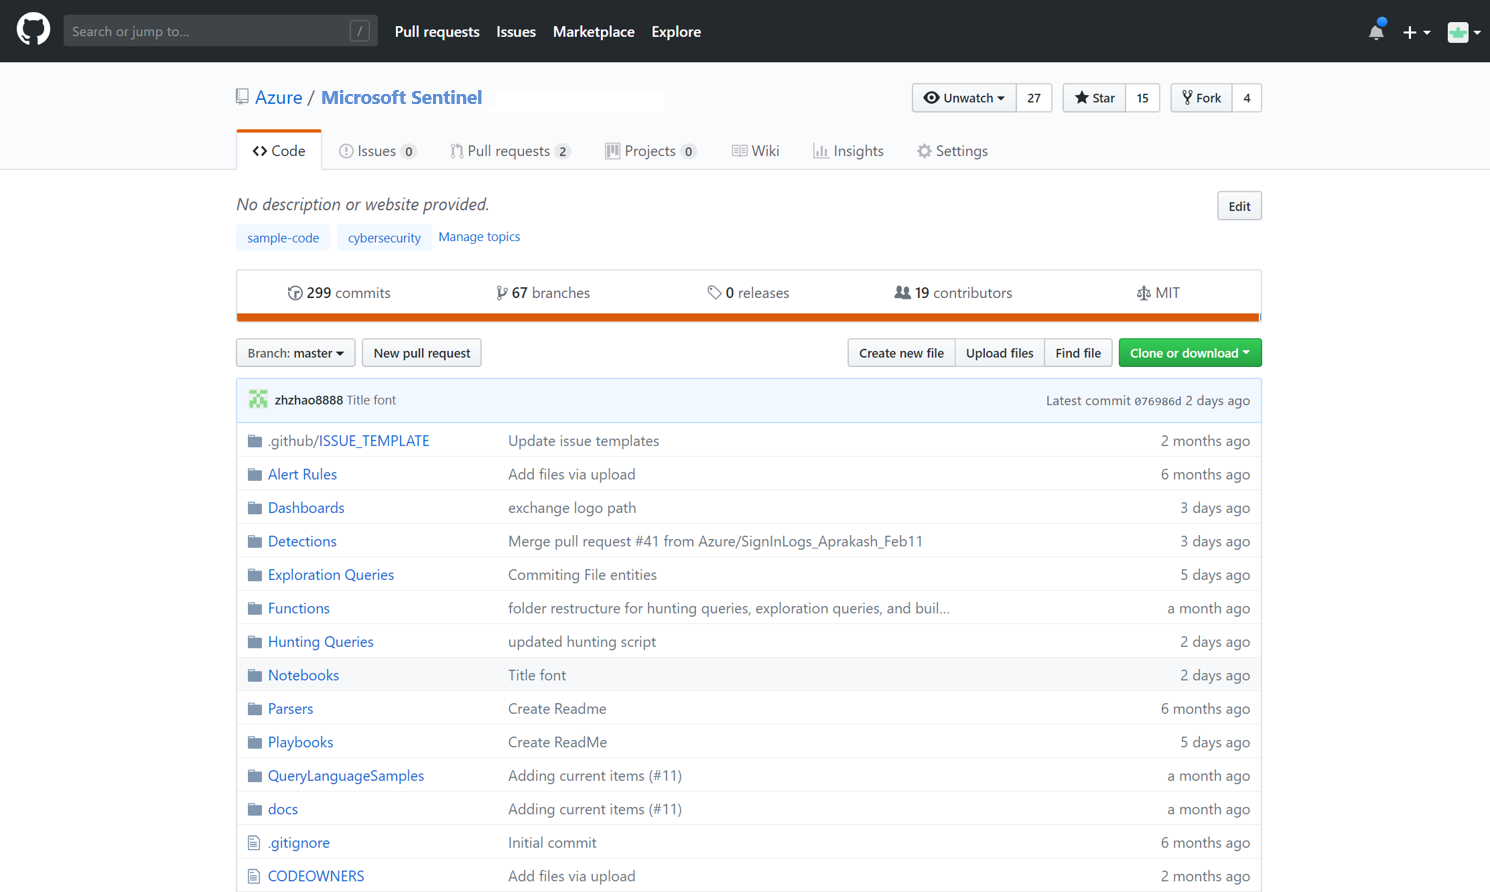 Search or jump to... / Pull requests Issues Marketplace Explore
Azure / Microsoft Sentinel Unwatch 27 Star 15 Fork 4
Code Issues 0 Pull requests 2 Projects 0 Wiki Insights Settings
No description or website provided. Edit
sample-code cybersecurity Manage topics
299 commits 67 branches 0 releases 19 contributors MIT
Branch: master New pull request Create new file Upload files Find file Clone or download
zhzhao8888 Title font Latest commit 076986d 2 days ago
.github/ISSUE_TEMPLATE Update issue templates 2 months ago
Alert Rules Add files via upload 6 months ago
Dashboards exchange logo path 3 days ago
Detections Merge pull request #41 from Azure/SignInLogs_Aprakash_Feb11 3 days ago
Exploration Queries Commiting File entities 5 days ago
Functions folder restructure for hunting queries, exploration queries, and buil... a month ago
Hunting Queries updated hunting script 2 days ago
Notebooks Title font 2 days ago
Parsers Create Readme 6 months ago
Playbooks Create ReadMe 5 days ago
QueryLanguageSamples Adding current items (#11) a month ago
docs Adding current items (#11) a month ago
.gitignore Initial commit 6 months ago
CODEOWNERS Add files via upload 2 months ago